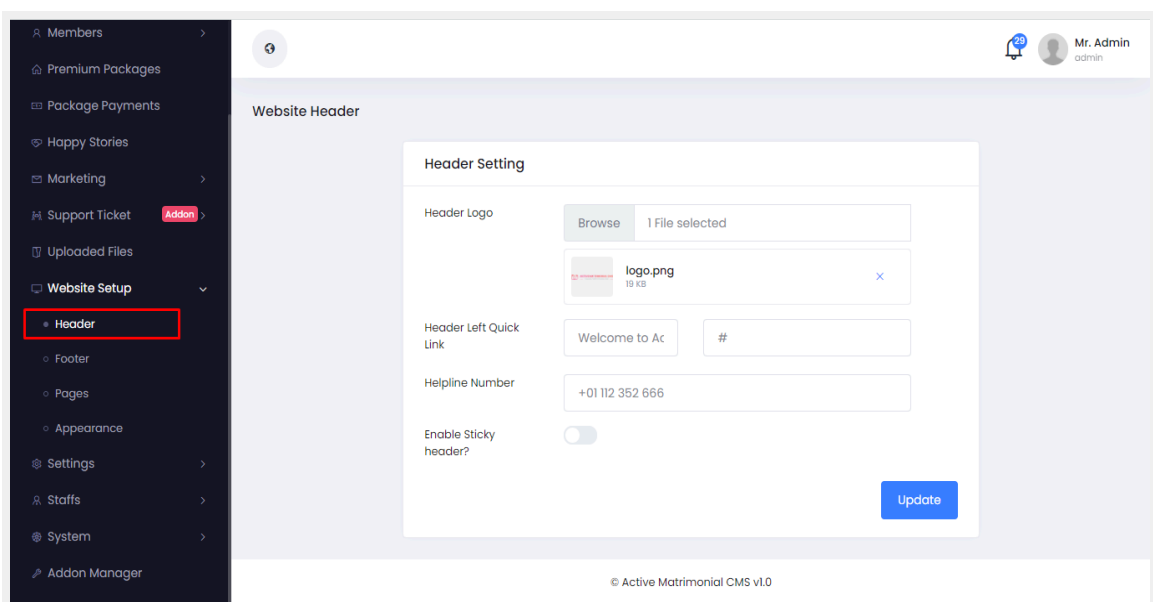 Members
Premium Packages
Package Payments
Happy Stories
Marketing
Support Ticket Addon
Uploaded Files
Website Setup
Header
Footer
Pages
Appearance
Settings
Staffs
System
Addon Manager
29
Mr. Admin
admin
Website Header
Header Setting
Header Logo
Browse 1 File selected
logo.png
19 KB
Header Left Quick
Link
Welcome to Ac #
Helpline Number
+01 112 352 666
Enable Sticky
header?
Update
© Active Matrimonial CMS v1.0